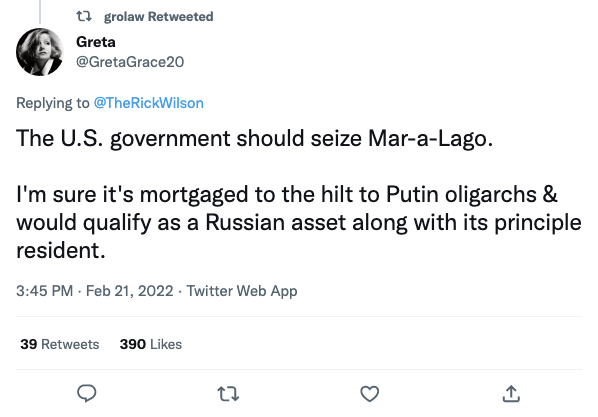 grolaw Retweeted
Greta
@GretaGrace20
Replying to @TheRickWilson
The U.S. government should seize Mar-a-Lago.
I'm sure it's mortgaged to the hilt to Putin oligarchs &
would qualify as a Russian asset along with its principle
resident.
3:45 PM · Feb 21, 2022 · Twitter Web App
39 Retweets 390 Likes